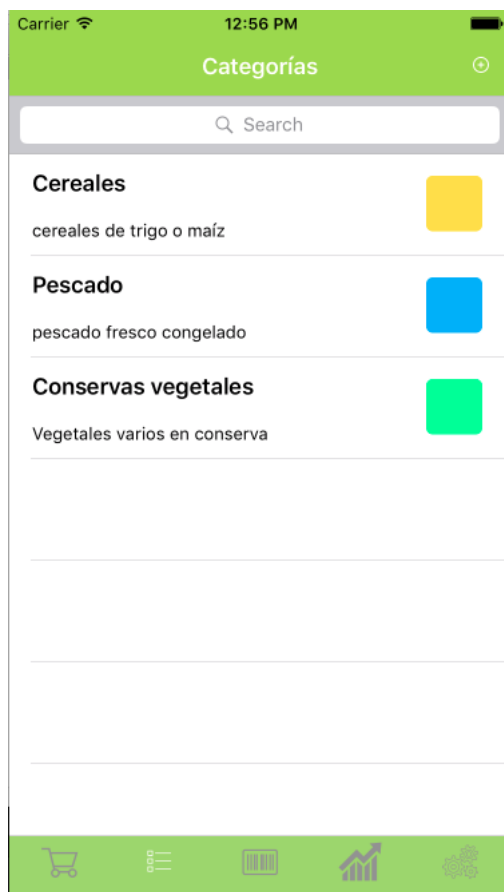 Carrier 12:56 PM
Categorías
Search
Cereales
cereales de trigo o maíz
Pescado
pescado fresco congelado
Conservas vegetales
Vegetales varios en conserva